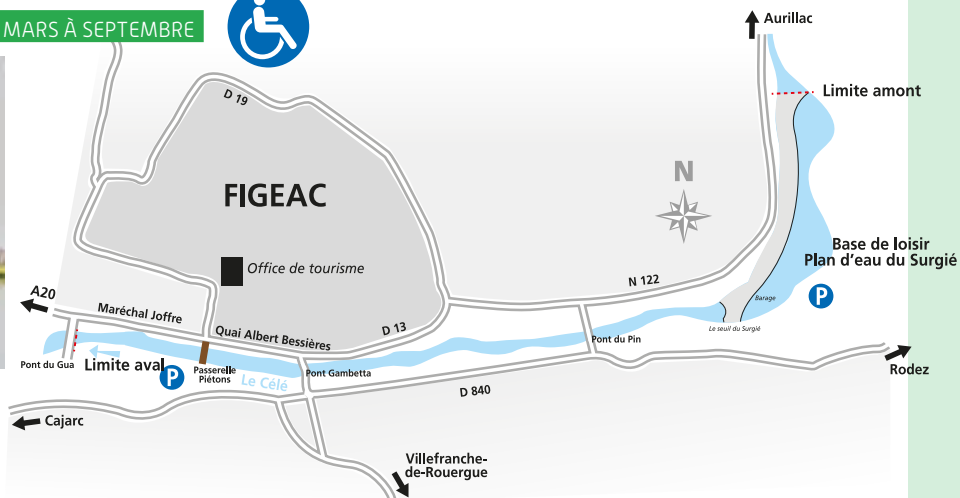 MARS À SEPTEMBRE
Aurillac
Limite amont
D 19
N
FIGEAC
Office de tourisme
Base de loisir
Plan d'eau du Surgié
N 122
P
Barage
A20
Maréchal Joffre
Quai Albert Bessières
D 13
Le seuil du Surgié
Pont du Pin
Pont du Gua
Limite aval
P
Passerelle
Piétons
Le Célé
Pont Gambetta
D 840
Rodez
Cajarc
Villefranche-
de-Rouergue